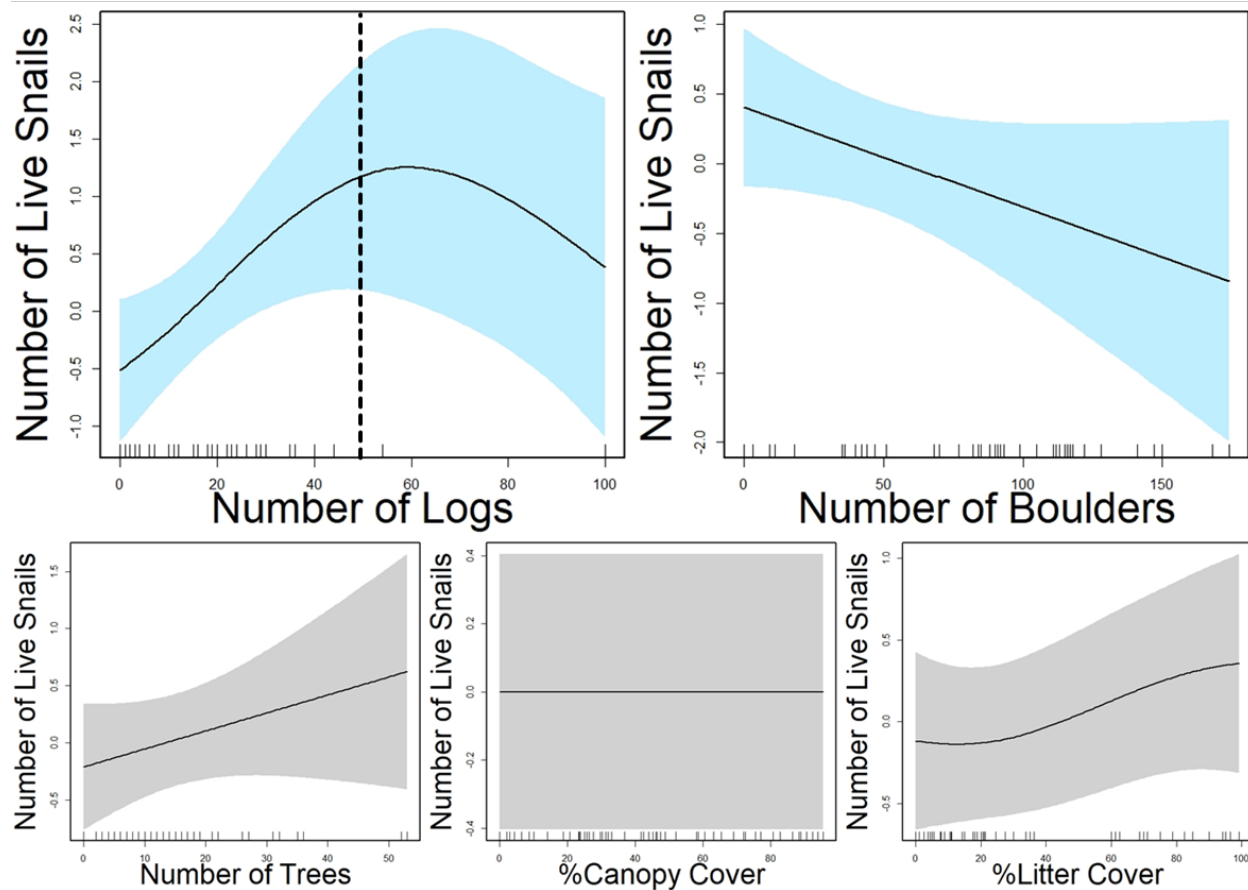 Number of Live Snails
2.5
2.0
1.5
1.0
0.5
0.0
-0.5
-1.0
0 20 40 60 80 100
Number of Logs
Number of Live Snails
1.0
0.5
0.0
-0.5
-1.0
-1.5
-2.0
0 50 100 150
Number of Boulders
Number of Live Snails
1.5
1.0
0.5
0.0
-0.5
0 10 20 30 40 50
Number of Trees
Number of Live Snails
0.4
0.2
0.0
-0.2
-0.4
0 20 40 60 80
%Canopy Cover
Number of Live Snails
1.0
0.5
0.0
-0.5
0 20 40 60 80 100
%Litter Cover